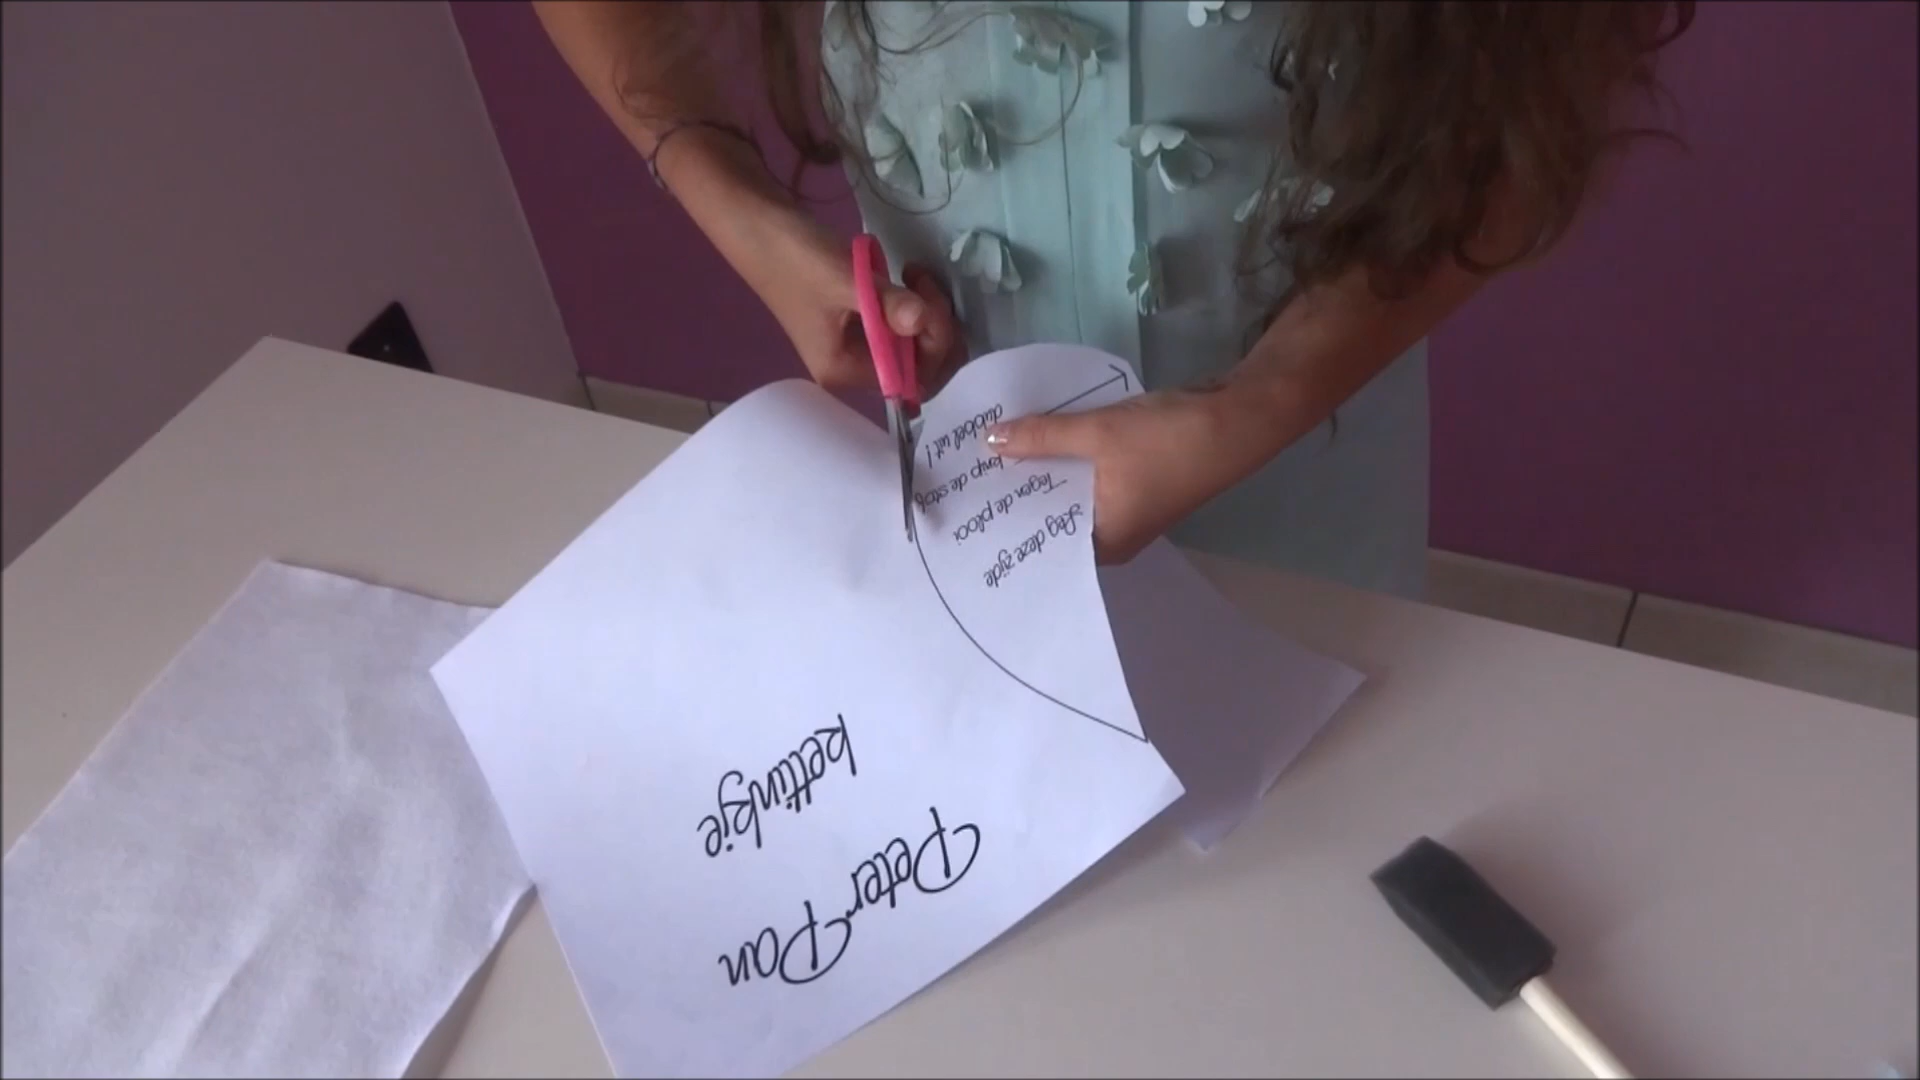 Peter Pan
kettinkje
Leg deze zijde
Tegen de plooi
knip de stof
dubbel uit!